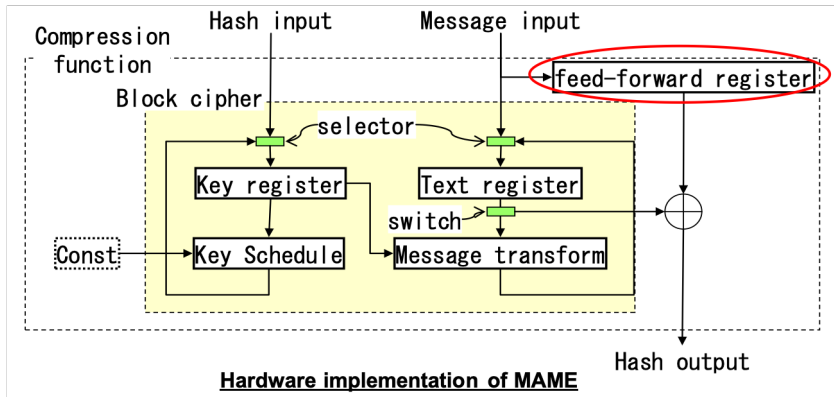 Hash input
Message input
Compression
function
feed-forward register
Block cipher
selector
Key register
Text register
switch
Const
Key Schedule
Message transform
Hash output
Hardware implementation of MAME